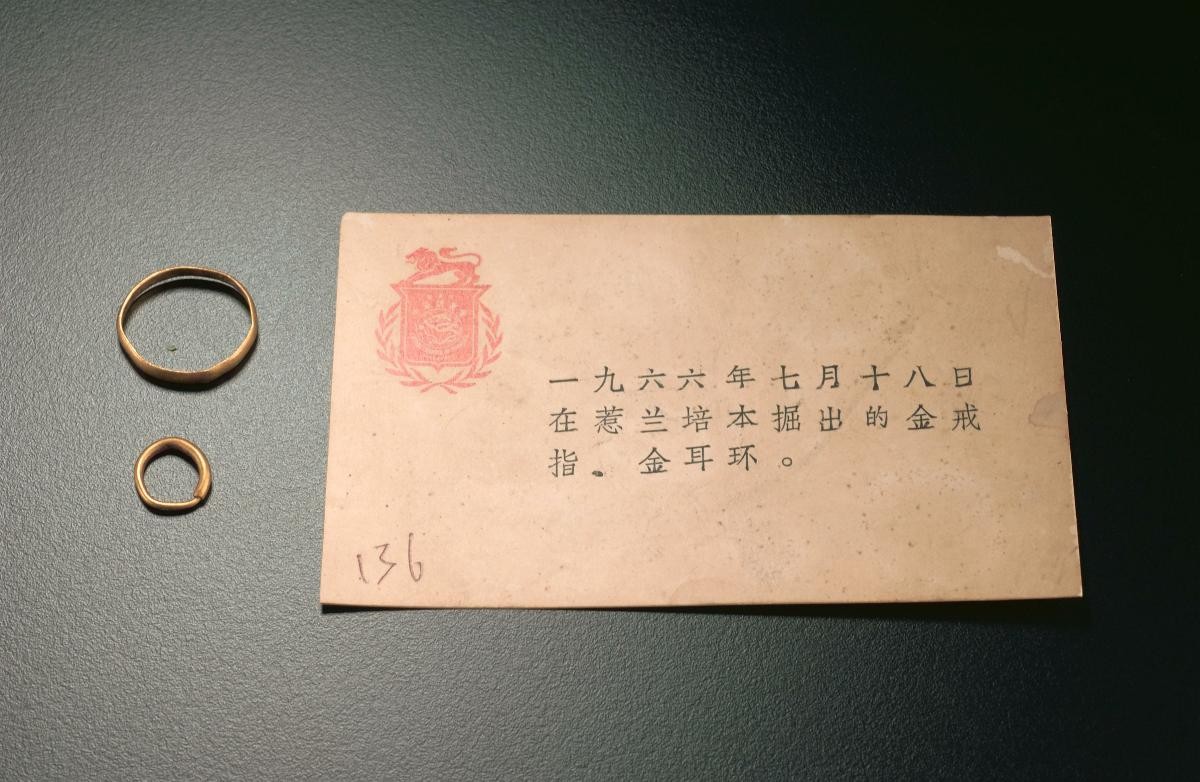 一九六六年七月十八日
在惹兰培本掘出的金戒
指、金耳环。
136